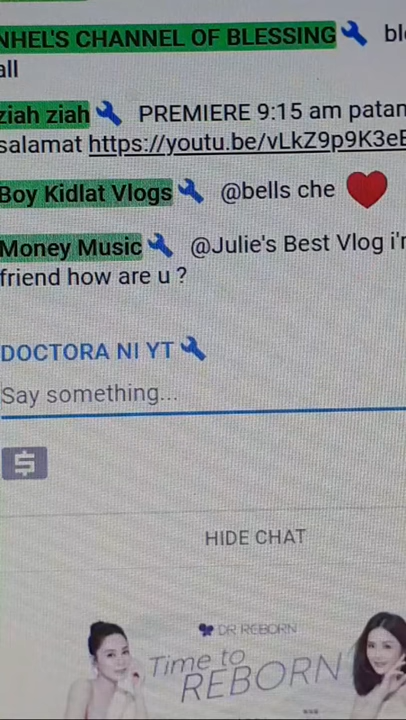 NHEL'S CHANNEL OF BLESSING
all
ziah ziah PREMIERE 9:15 am
salamat https://youtu.be/vLkZ9p9K3eE
Boy Kidlat Vlogs @bells che
Money Music @Julie's Best Vlog
friend how are u ?
DOCTORA NI YT
Say something...
HIDE CHAT
DR REBORN
Time to
REBORN